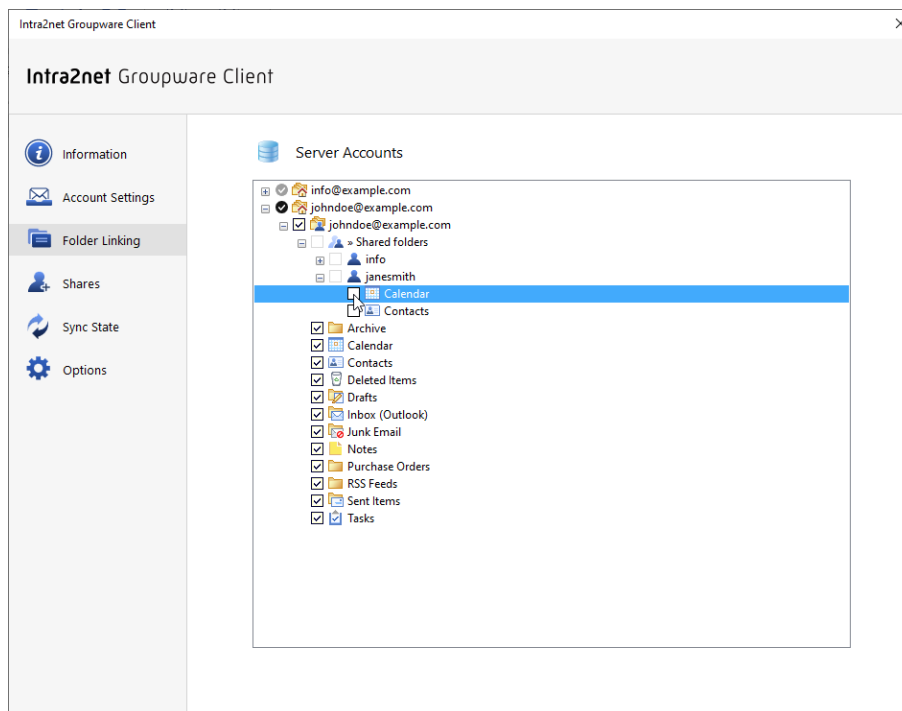 Intra2net Groupware Client
Intra2net Groupware Client
Information
Account Settings
Folder Linking
Shares
Sync State
Options
Server Accounts
info@example.com
johndoe@example.com
johndoe@example.com
» Shared folders
info
janesmith
Calendar
Contacts
Archive
Calendar
Contacts
Deleted Items
Drafts
Inbox (Outlook)
Junk Email
Notes
Purchase Orders
RSS Feeds
Sent Items
Tasks